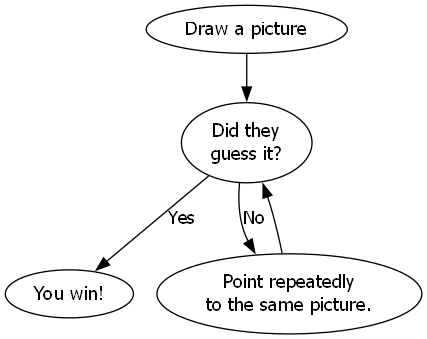 Draw a picture
Did they
guess it?
Yes
No
You win!
Point repeatedly
to the same picture.